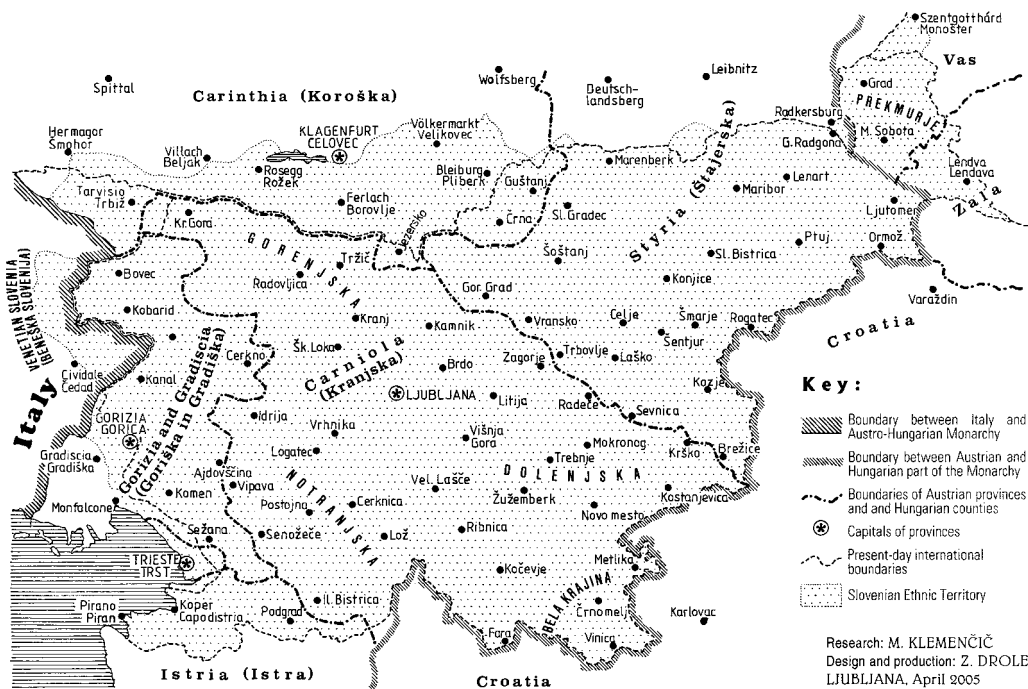 Szentgotthárd
Monošter
Vas
Spittal
Wolfsberg
Deutsch-
landsberg
Leibnitz
Carinthia (Koroška)
Grad
PREKMURJE
Radkersburg
G. Radgona
M. Sobota
Hermagor
Šmohor
Villach
Beljak
KLAGENFURT
CELOVEC
Völkermarkt
Velikovec
Rosegg
Rožek
Bleiburg
Pliberk
Guštanj
Marenberk
Styria (Štajerska)
Lenart
Maribor
Lendva
Lendava
Zala
Ljutomer
Tarvisio
Trbiž
Kr. Gora
Ferlach
Borovlje
Jezersko
Črna
Sl. Gradec
Ptuj
Ormož
GORENJSKA
Tržič
Radovljica
Šoštanj
Sl. Bistrica
Konjice
Bovec
Gor. Grad
Varaždin
VENETIAN SLOVENIA
(BENEŠKA SLOVENIJA)
Kobarid
Kranj
Kamnik
Vransko
Celje
Šmarje
Rogatec
Šentjur
Croatia
Cerkno
Šk. Loka
Carniola
(Kranjska)
Brdo
Zagorje
Trbovlje
Laško
Cividale
Čedad
Kanal
Italy
Gorizia and Gradiscia
(Goriška in Gradiška)
LJUBLJANA
Litija
Radeče
Kozje
Sevnica
GORIZIA
GORICA
Idrija
Vrhnika
Višnja
Gora
Mokronog
Krško
Brežice
Gradiscia
Gradiška
Logatec
Trebnje
DOLENJSKA
Ajdovščina
Vipava
NOTRANJSKA
Vel. Lašče
Žužemberk
Kostanjevica
Monfalcone
Komen
Postojna
Cerknica
Novo mesto
Sežana
Senožeče
Lož
Ribnica
TRIESTE
TRST
Kočevje
Metlika
BELA KRAJINA
Pirano
Piran
Koper
Capodistria
Podgrad
Il. Bistrica
Črnomelj
Karlovac
Fara
Vinica
Istria (Istra)
Croatia
Key:
Boundary between Italy and
Austro-Hungarian Monarchy
Boundary between Austrian and
Hungarian part of the Monarchy
Boundaries of Austrian provinces
and and Hungarian counties
Capitals of provinces
Present-day international
boundaries
Slovenian Ethnic Territory
Research: M. KLEMENČIČ
Design and production: Z. DROLE
LJUBLJANA, April 2005